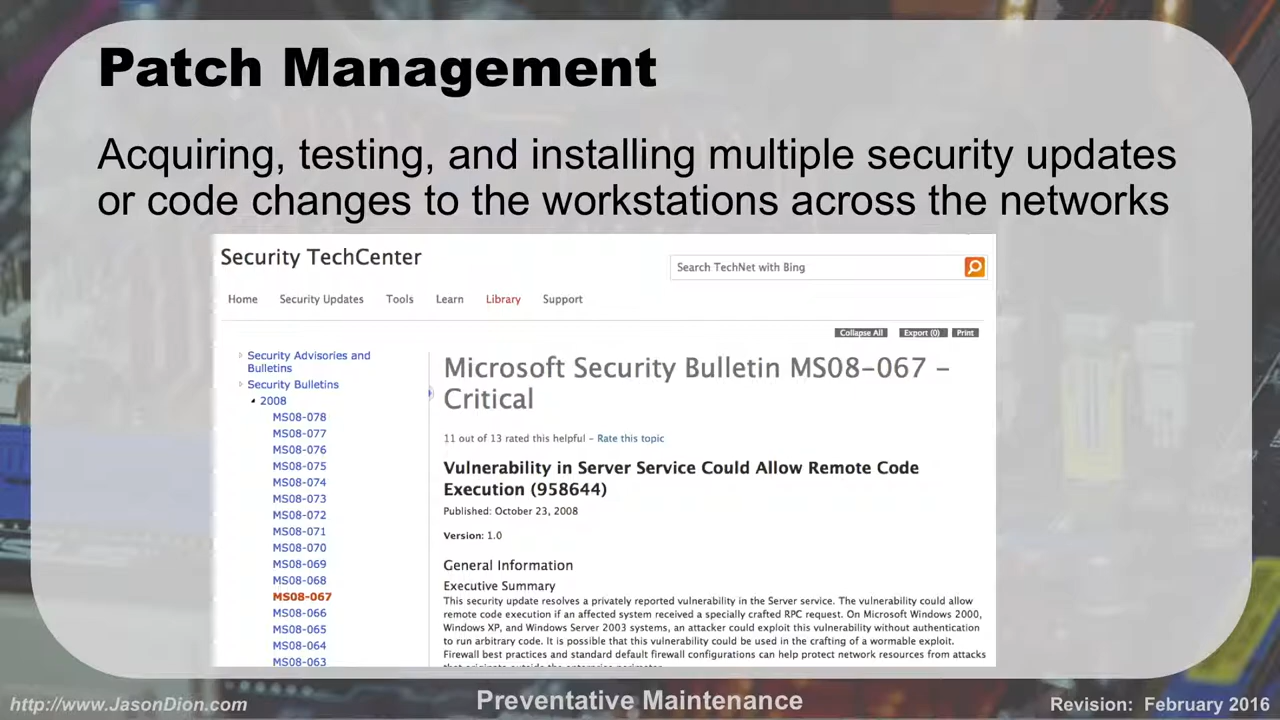 Patch Management
Acquiring, testing, and installing multiple security updates
or code changes to the workstations across the networks
Security TechCenter
Search TechNet with Bing
Home Security Updates Tools Learn Library Support
Collapse All Export (0) Print
Security Advisories and
Bulletins
Security Bulletins
2008
MS08-078
MS08-077
MS08-076
MS08-075
MS08-074
MS08-073
MS08-072
MS08-071
MS08-070
MS08-069
MS08-068
MS08-067
MS08-066
MS08-065
MS08-064
MS08-063
Microsoft Security Bulletin MS08-067 –
Critical
11 out of 13 rated this helpful – Rate this topic
Vulnerability in Server Service Could Allow Remote Code
Execution (958644)
Published: October 23, 2008
Version: 1.0
General Information
Executive Summary
This security update resolves a privately reported vulnerability in the Server service. The vulnerability could allow
remote code execution if an affected system received a specially crafted RPC request. On Microsoft Windows 2000,
Windows XP, and Windows Server 2003 systems, an attacker could exploit this vulnerability without authentication
to run arbitrary code. It is possible that this vulnerability could be used in the crafting of a wormable exploit.
Firewall best practices and standard default firewall configurations can help protect network resources from attacks
that originate outside the enterprise perimeter.
http://www.JasonDion.com
Preventative Maintenance
Revision: February 2016